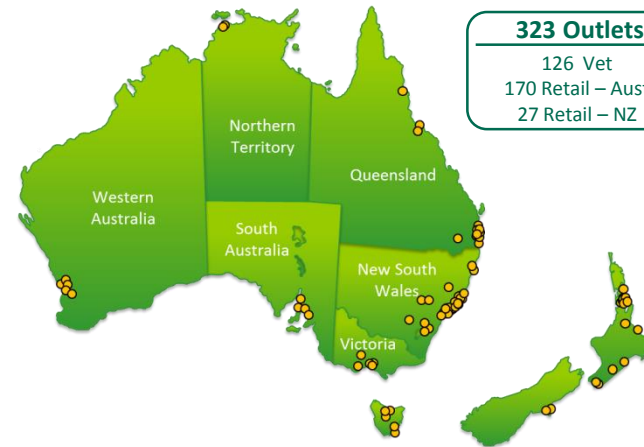 323 Outlets
126 Vet
170 Retail – Aust
27 Retail – NZ
Northern
Territory
Queensland
Western
Australia
South
Australia
New South
Wales
Victoria